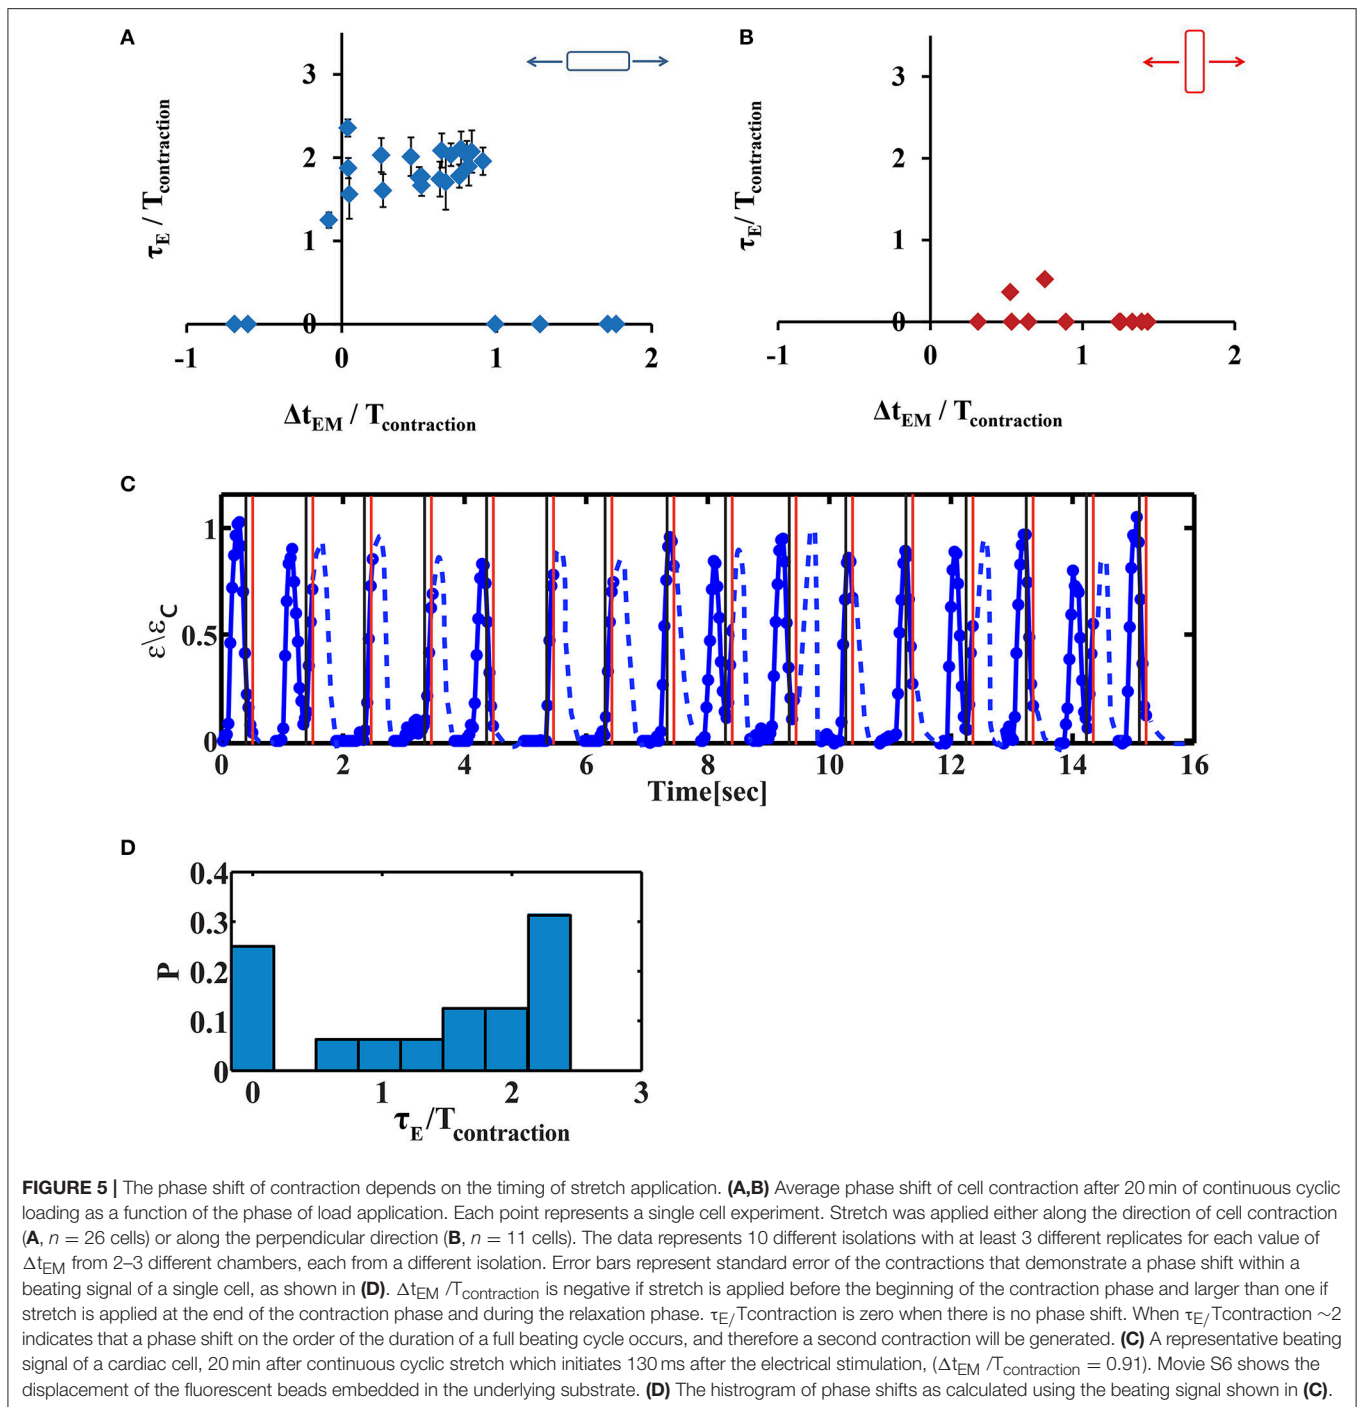 A
3
2
1
0
-1
0
1
2
τE / Tcontraction
ΔtEM / Tcontraction
B
3
2
1
0
-1
0
1
2
τE / Tcontraction
ΔtEM / Tcontraction
C
1
0.5
0
ε\εC
0 2 4 6 8 10 12 14 16
Time[sec]
D
0.4
0.3
0.2
0.1
0
P
0 1 2 3
τE/Tcontraction
FIGURE 5 | The phase shift of contraction depends on the timing of stretch application. (A,B) Average phase shift of cell contraction after 20 min of continuous cyclic
loading as a function of the phase of load application. Each point represents a single cell experiment. Stretch was applied either along the direction of cell contraction
(A, n = 26 cells) or along the perpendicular direction (B, n = 11 cells). The data represents 10 different isolations with at least 3 different replicates for each value of
ΔtEM from 2–3 different chambers, each from a different isolation. Error bars represent standard error of the contractions that demonstrate a phase shift within a
beating signal of a single cell, as shown in (D). ΔtEM /Tcontraction is negative if stretch is applied before the beginning of the contraction phase and larger than one if
stretch is applied at the end of the contraction phase and during the relaxation phase. τE/Tcontraction is zero when there is no phase shift. When τE/Tcontraction ~2
indicates that a phase shift on the order of the duration of a full beating cycle occurs, and therefore a second contraction will be generated. (C) A representative beating
signal of a cardiac cell, 20 min after continuous cyclic stretch which initiates 130 ms after the electrical stimulation, (ΔtEM /Tcontraction = 0.91). Movie S6 shows the
displacement of the fluorescent beads embedded in the underlying substrate. (D) The histrogram of phase shifts as calculated using the beating signal shown in (C).